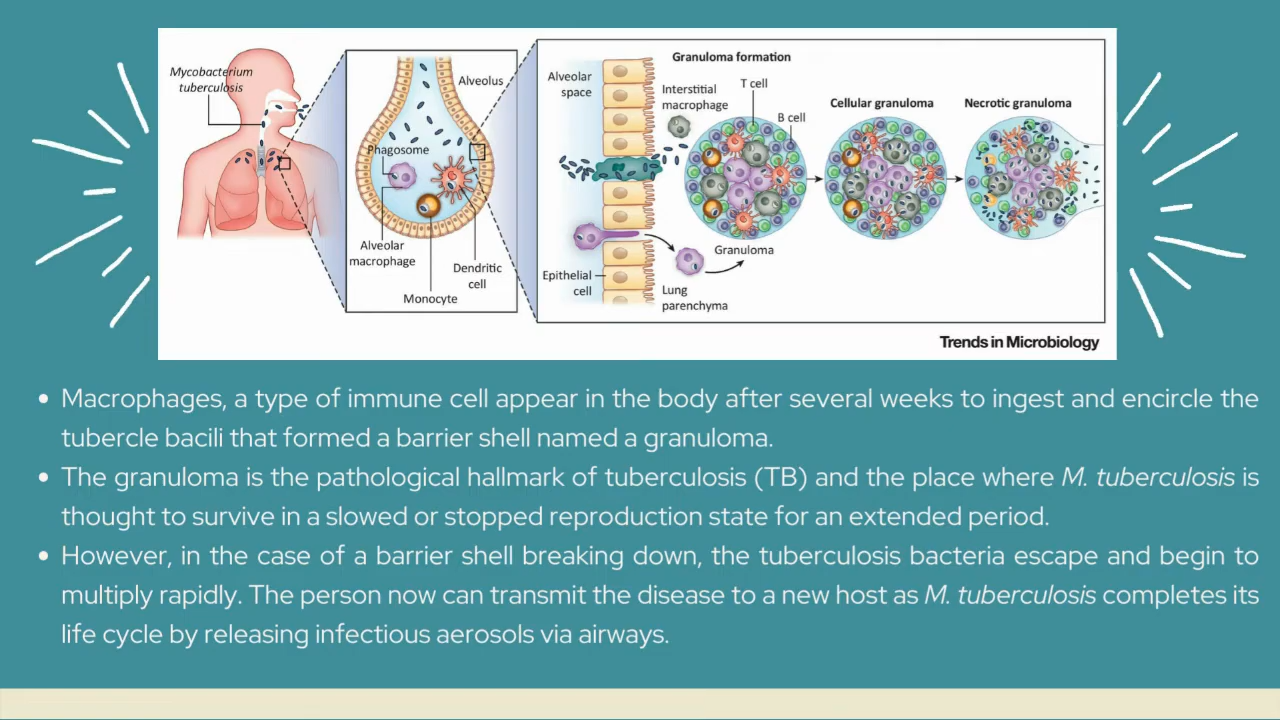 Mycobacterium
tuberculosis
Alveolus
Phagosome
Alveolar
macrophage
Monocyte
Dendritic
cell
Granuloma formation
Alveolar
space
Interstitial
macrophage
T cell
B cell
Cellular granuloma
Necrotic granuloma
Granuloma
Epithelial
cell
Lung
parenchyma
Trends in Microbiology
• Macrophages, a type of immune cell appear in the body after several weeks to ingest and encircle the
tubercle bacili that formed a barrier shell named a granuloma.
• The granuloma is the pathological hallmark of tuberculosis (TB) and the place where M. tuberculosis is
thought to survive in a slowed or stopped reproduction state for an extended period.
• However, in the case of a barrier shell breaking down, the tuberculosis bacteria escape and begin to
multiply rapidly. The person now can transmit the disease to a new host as M. tuberculosis completes its
life cycle by releasing infectious aerosols via airways.